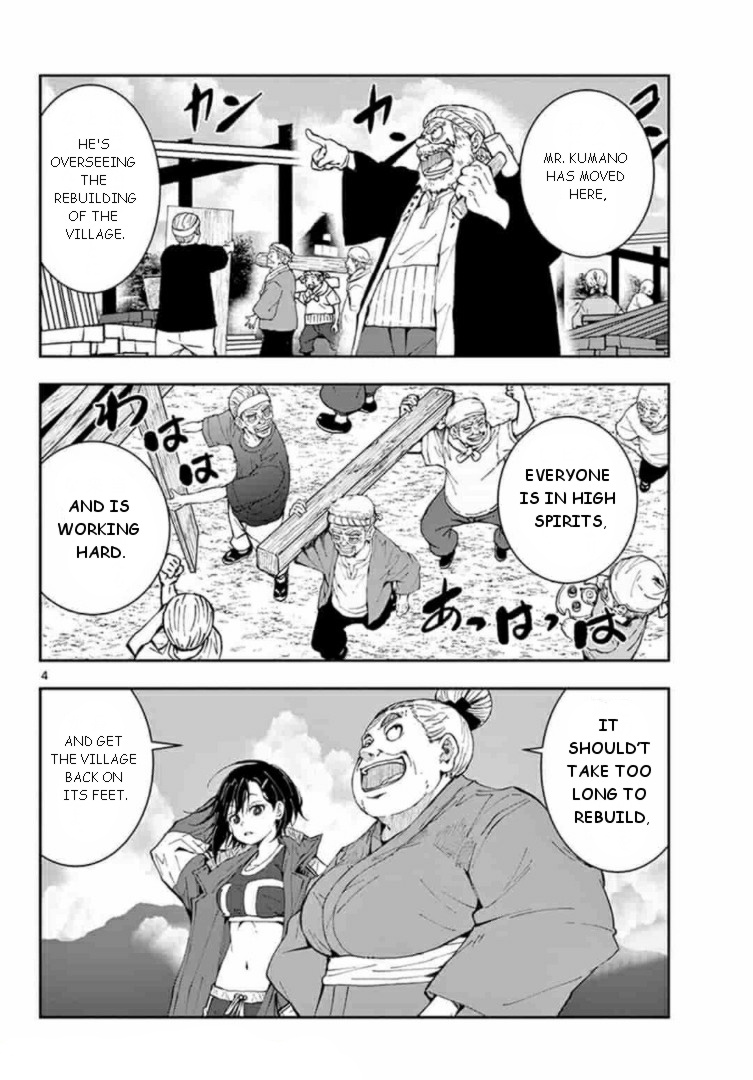 MR. KUMANO
HAS MOVED
HERE,
カン
カン
コン
HE'S
OVERSEEING
THE
REBUILDING
OF THE
VILLAGE.
EVERYONE
IS IN HIGH
SPIRITS,
AND IS
WORKING
HARD.
わはは
あっはっは
4
IT
SHOULD'T
TAKE TOO
LONG TO
REBUILD,
AND GET
THE VILLAGE
BACK ON
ITS FEET.